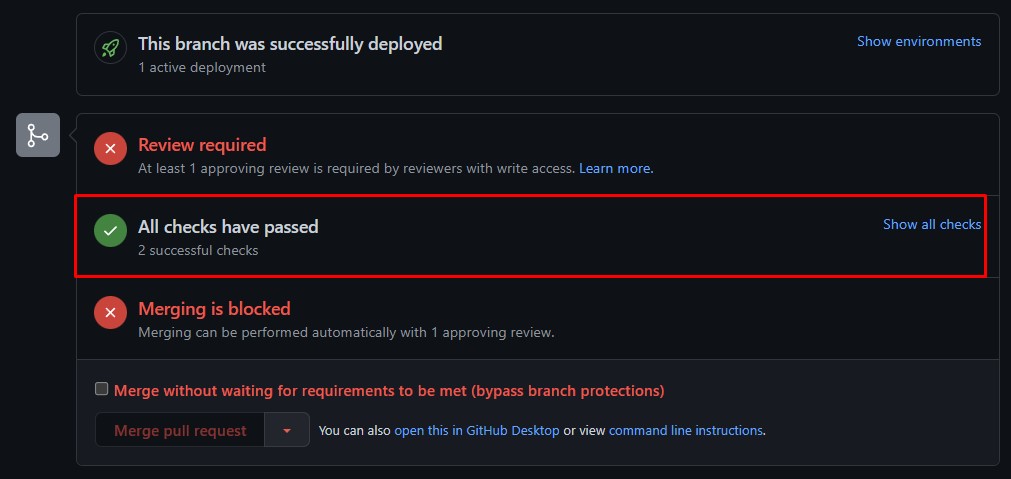 This branch was successfully deployed
Show environments
1 active deployment
Review required
At least 1 approving review is required by reviewers with write access. Learn more.
All checks have passed
Show all checks
2 successful checks
Merging is blocked
Merging can be performed automatically with 1 approving review.
Merge without waiting for requirements to be met (bypass branch protections)
Merge pull request
You can also open this in GitHub Desktop or view command line instructions.